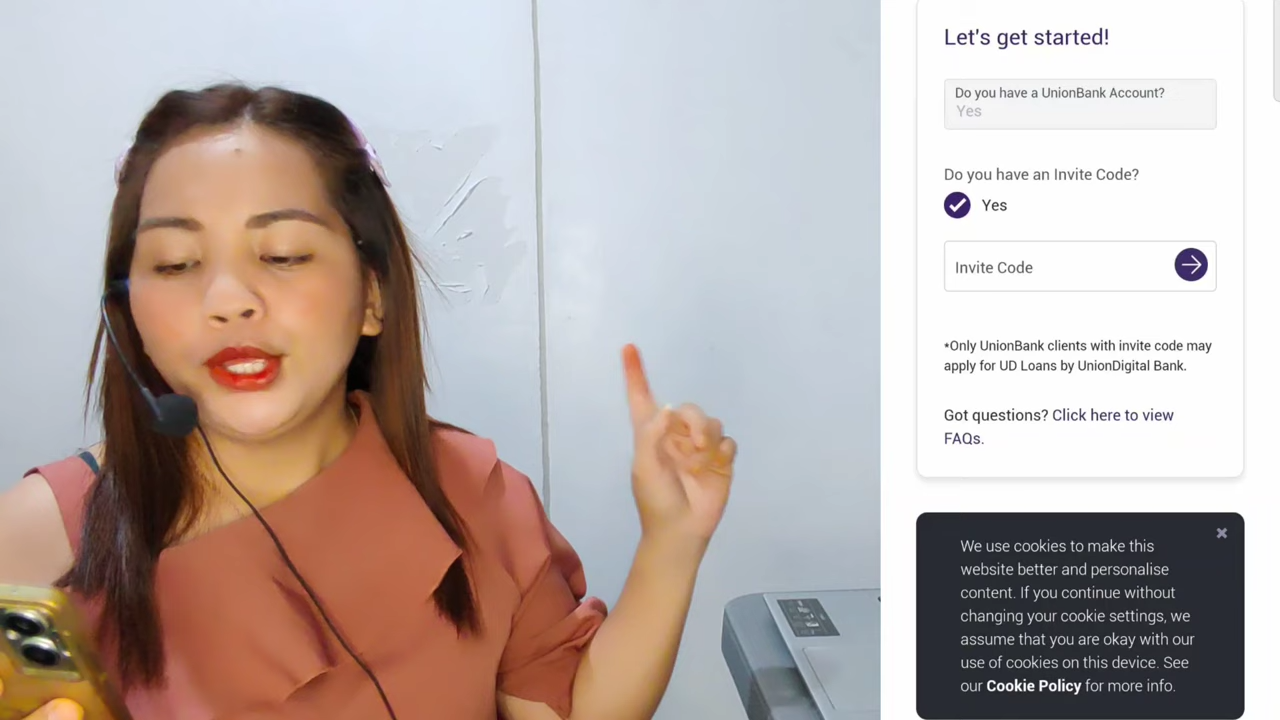 Let's get started!
Do you have a UnionBank Account?
Yes
Do you have an Invite Code?
Yes
Invite Code
*Only UnionBank clients with invite code may
apply for UD Loans by UnionDigital Bank.
Got questions? Click here to view
FAQs.
We use cookies to make this
website better and personalise
content. If you continue without
changing your cookie settings, we
assume that you are okay with our
use of cookies on this device. See
our Cookie Policy for more info.